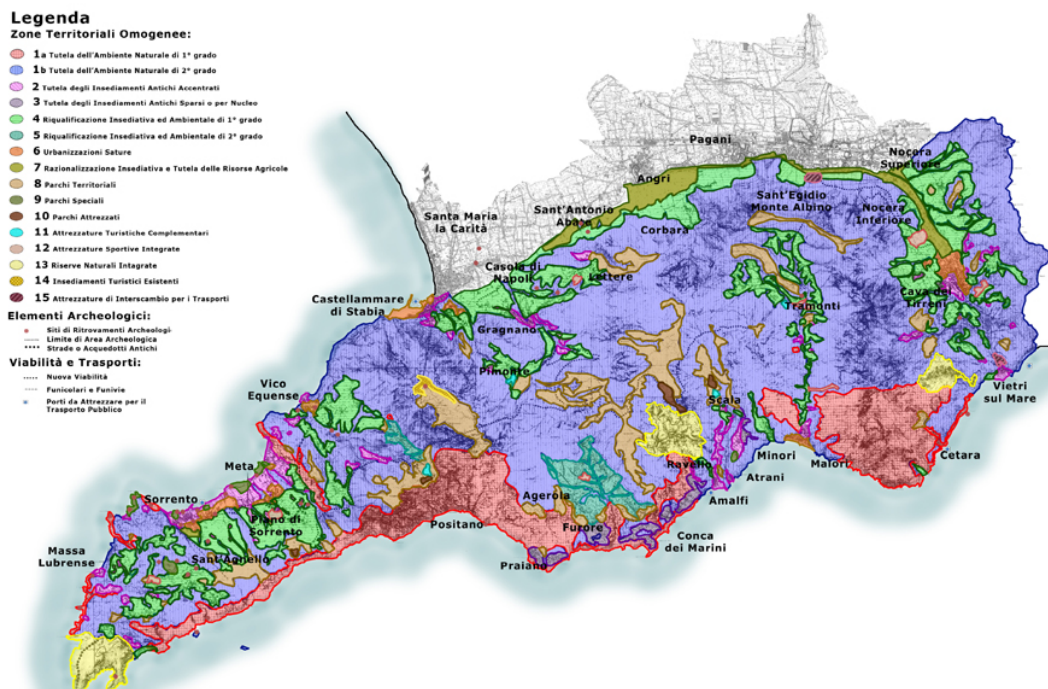 Legenda
Zone Territoriali Omogenee:
1a Tutela dell'Ambiente Naturale di 1° grado
1b Tutela dell'Ambiente Naturale di 2° grado
2 Tutela degli Insediamenti Antichi Accentrati
3 Tutela degli Insediamenti Antichi Sparsi o per Nucleo
4 Riqualificazione Insediativa ed Ambientale di 1° grado
5 Riqualificazione Insediativa ed Ambientale di 2° grado
6 Urbanizzazioni Sature
7 Razionalizzazione Insediativa e Tutela delle Risorse Agricole
8 Parchi Territoriali
9 Parchi Speciali
10 Parchi Attrezzati
11 Attrezzature Turistiche Complementari
12 Attrezzature Sportive Integrate
13 Riserve Naturali Integrate
14 Insediamenti Turistici Esistenti
15 Attrezzature di Interscambio per i Trasporti
Elementi Archeologici:
Siti di Ritrovamenti Archeologi
Limite di Area Archeologica
Strade o Acquedotti Antichi
Viabilità e Trasporti:
Nuova Viabilità
Funicolari e Funivie
Porti da Attrezzare per il
Trasporto Pubblico
Pagani
Nocera
Superiore
Angri
Sant'Egidio
Monte Albino
Nocera
Inferiore
Santa Maria
la Carità
Sant'Antonio
Abate
Corbara
Casola di
Napoli
Lettere
Castellammare
di Stabia
Gragnano
Tramonti
Cava dei
Tirreni
Pimonte
Vico
Equense
Scala
Vietri
sul Mare
Meta
Ravello
Minori
Maiori
Cetara
Atrani
Sorrento
Agerola
Amalfi
Piano di
Sorrento
Positano
Furore
Conca
dei Marini
Massa
Lubrense
Sant'Agnello
Praiano